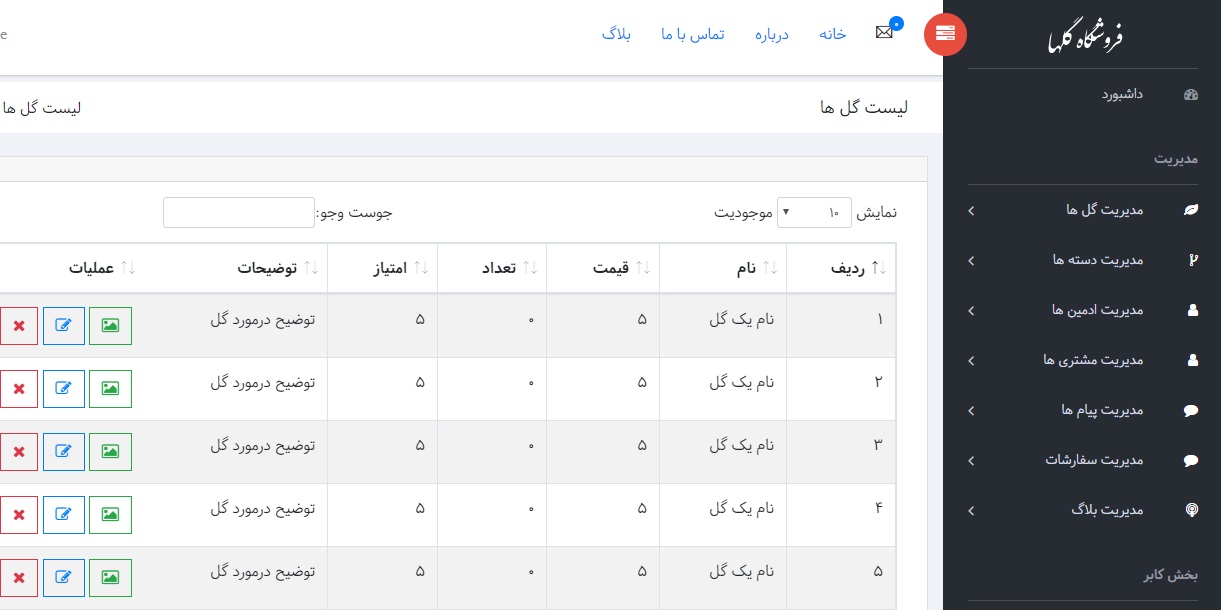 فروشگاه گلها
داشبورد
مدیریت
مدیریت گل ها
مدیریت دسته ها
مدیریت ادمین ها
مدیریت مشتری ها
مدیریت پیام ها
مدیریت سفارشات
مدیریت بلاگ
بخش کابر
۰
خانه درباره تماس با ما بلاگ
e
لیست گل ها لیست گل ها
نمایش ۱۰ موجودیت جوست وجو:
ردیف نام قیمت تعداد امتیاز توضیحات عملیات
۱ نام یک گل ۵ ۰ ۵ توضیح درمورد گل
۲ نام یک گل ۵ ۰ ۵ توضیح درمورد گل
۳ نام یک گل ۵ ۰ ۵ توضیح درمورد گل
۴ نام یک گل ۵ ۰ ۵ توضیح درمورد گل
۵ نام یک گل ۵ ۰ ۵ توضیح درمورد گل